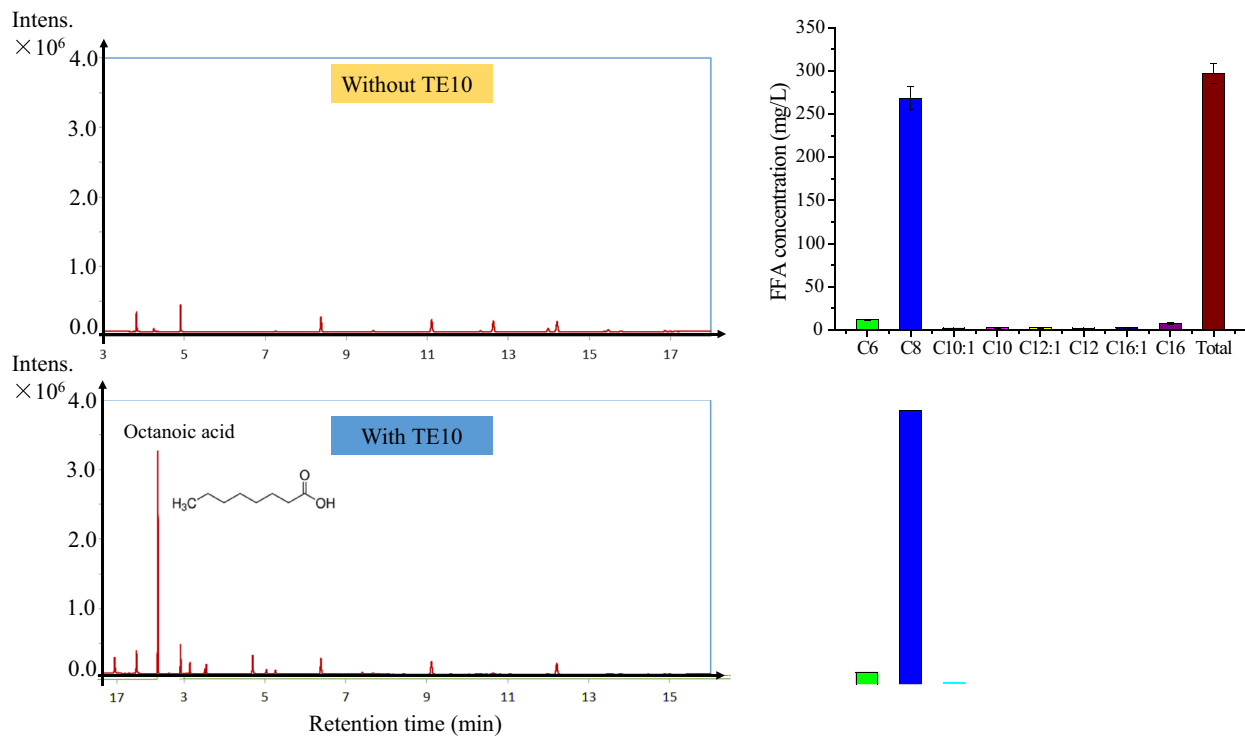 Intens.
×10⁶
4.0
3.0
2.0
1.0
0.0
Without TE10
3 5 7 9 11 13 15 17
Intens.
×10⁶
4.0
3.0
2.0
1.0
0.0
Octanoic acid
With TE10
O
H₃C
OH
17 3 5 7 9 11 13 15
Retention time (min)
FFA concentration (mg/L)
350
300
250
200
150
100
50
0
C6 C8 C10:1 C10 C12:1 C12 C16:1 C16 Total